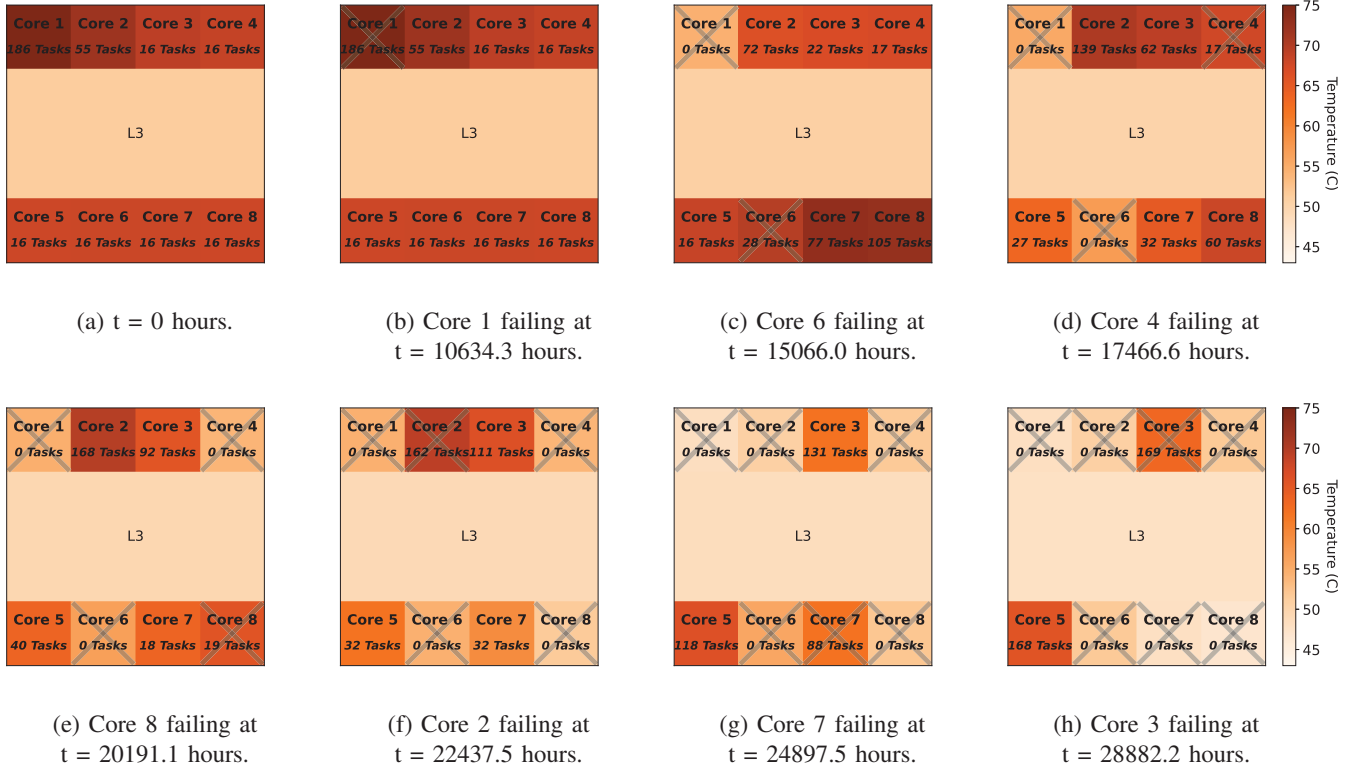 Core 1 Core 2 Core 3 Core 4
186 Tasks 55 Tasks 16 Tasks 16 Tasks
L3
Core 5 Core 6 Core 7 Core 8
16 Tasks 16 Tasks 16 Tasks 16 Tasks
(a) t = 0 hours.
Core 1 Core 2 Core 3 Core 4
186 Tasks 55 Tasks 16 Tasks 16 Tasks
L3
Core 5 Core 6 Core 7 Core 8
16 Tasks 16 Tasks 16 Tasks 16 Tasks
(b) Core 1 failing at
t = 10634.3 hours.
Core 1 Core 2 Core 3 Core 4
0 Tasks 72 Tasks 22 Tasks 17 Tasks
L3
Core 5 Core 6 Core 7 Core 8
16 Tasks 28 Tasks 77 Tasks 105 Tasks
(c) Core 6 failing at
t = 15066.0 hours.
Core 1 Core 2 Core 3 Core 4
0 Tasks 139 Tasks 62 Tasks 17 Tasks
L3
Core 5 Core 6 Core 7 Core 8
27 Tasks 0 Tasks 32 Tasks 60 Tasks
(d) Core 4 failing at
t = 17466.6 hours.
75
70
65
60
55
50
45
Temperature (C)
Core 1 Core 2 Core 3 Core 4
0 Tasks 168 Tasks 92 Tasks 0 Tasks
L3
Core 5 Core 6 Core 7 Core 8
40 Tasks 0 Tasks 18 Tasks 19 Tasks
(e) Core 8 failing at
t = 20191.1 hours.
Core 1 Core 2 Core 3 Core 4
0 Tasks 162 Tasks 111 Tasks 0 Tasks
L3
Core 5 Core 6 Core 7 Core 8
32 Tasks 0 Tasks 32 Tasks 0 Tasks
(f) Core 2 failing at
t = 22437.5 hours.
Core 1 Core 2 Core 3 Core 4
0 Tasks 0 Tasks 131 Tasks 0 Tasks
L3
Core 5 Core 6 Core 7 Core 8
118 Tasks 0 Tasks 88 Tasks 0 Tasks
(g) Core 7 failing at
t = 24897.5 hours.
Core 1 Core 2 Core 3 Core 4
0 Tasks 0 Tasks 169 Tasks 0 Tasks
L3
Core 5 Core 6 Core 7 Core 8
168 Tasks 0 Tasks 0 Tasks 0 Tasks
(h) Core 3 failing at
t = 28882.2 hours.
75
70
65
60
55
50
45
Temperature (C)